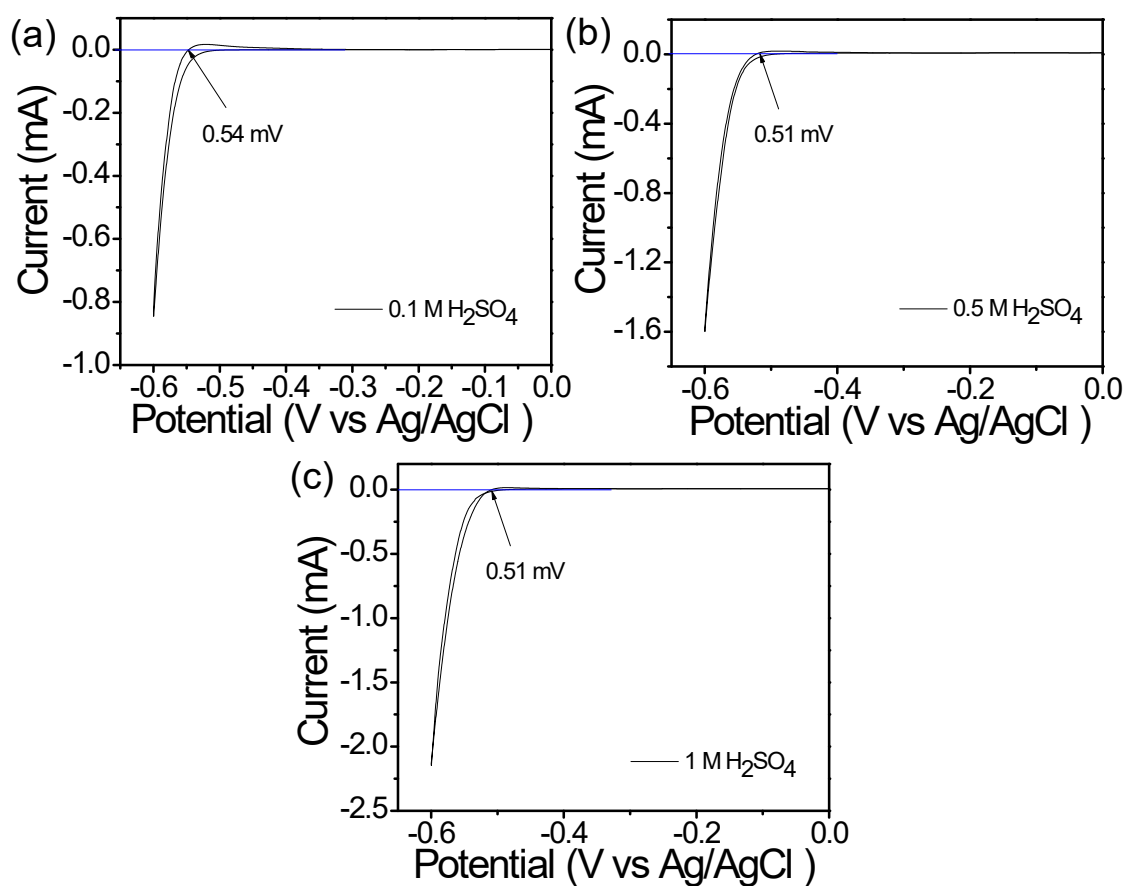 (a)
0.0
-0.2
-0.4
-0.6
-0.8
-1.0
Current (mA)
0.54 mV
0.1 M H2SO4
-0.6 -0.5 -0.4 -0.3 -0.2 -0.1 0.0
Potential (V vs Ag/AgCl )
(b)
0.0
-0.4
-0.8
-1.2
-1.6
Current (mA)
0.51 mV
0.5 M H2SO4
-0.6 -0.4 -0.2 0.0
Potential (V vs Ag/AgCl )
(c)
0.0
-0.5
-1.0
-1.5
-2.0
-2.5
Current (mA)
0.51 mV
1 M H2SO4
-0.6 -0.4 -0.2 0.0
Potential (V vs Ag/AgCl )